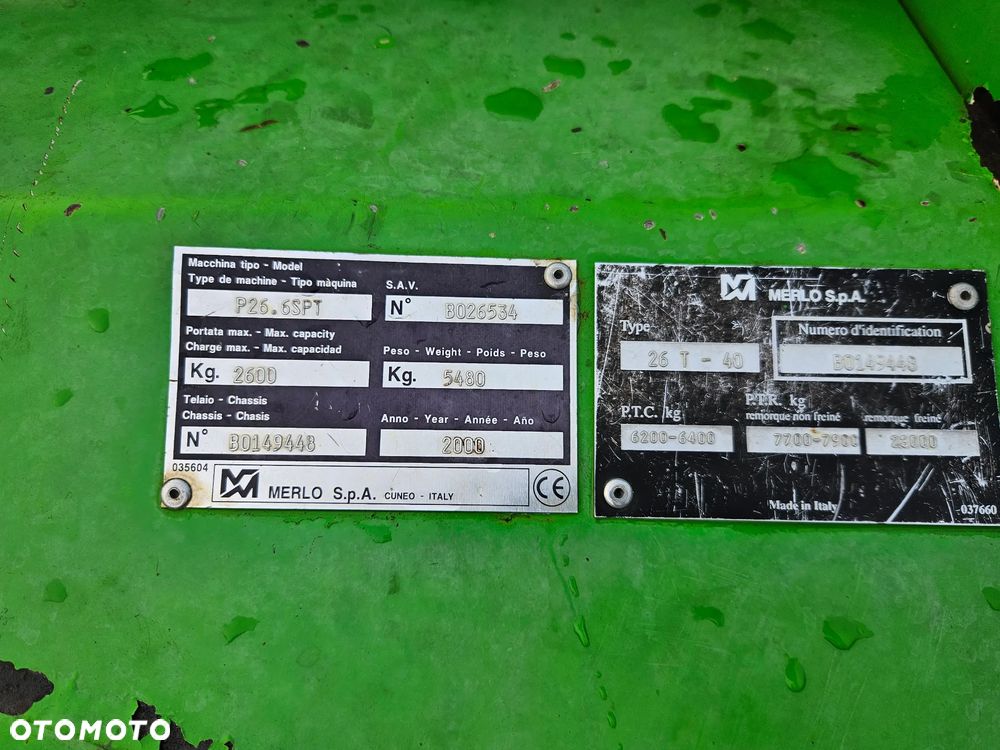 Macchina tipo - Model
Type de machine - Tipo màquina
P26.6SPT
S.A.V.
N° B026534
Portata max. - Max. capacity
Charge max. - Max. capacidad
Kg. 2600
Peso - Weight - Poids - Peso
Kg. 5480
Telaio - Chassis
Chassis - Chasis
N° B0149448
Anno - Year - Année - Año
2000
035604
MERLO S.p.A. CUNEO - ITALY
CE
MERLO S.p.A.
Type
26 T - 40
Numero d'identification
B0149448
P.T.C. kg
6200-6400
P.T.R. kg
remorque non freiné
7700-7900
remorque freiné
Made in Italy
037660
OTOMOTO